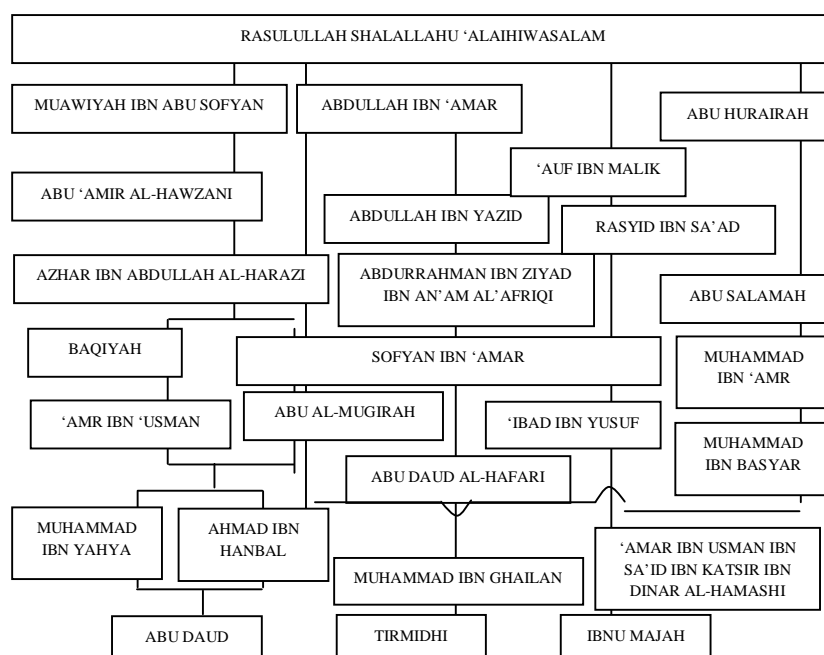 RASULULLAH SHALALLAHU ‘ALAIHIWASALAM
MUAWIYAH IBN ABU SOFYAN
ABDULLAH IBN ‘AMAR
ABU HURAIRAH
‘AUF IBN MALIK
ABU ‘AMIR AL-HAWZANI
ABDULLAH IBN YAZID
RASYID IBN SA’AD
AZHAR IBN ABDULLAH AL-HARAZI
ABDURRAHMAN IBN ZIYAD
IBN AN’AM AL’AFRIQI
ABU SALAMAH
BAQIYAH
SOFYAN IBN ‘AMAR
MUHAMMAD
IBN ‘AMR
‘AMR IBN ‘USMAN
ABU AL-MUGIRAH
‘IBAD IBN YUSUF
MUHAMMAD
IBN BASYAR
ABU DAUD AL-HAFARI
MUHAMMAD
IBN YAHYA
AHMAD IBN
HANBAL
MUHAMMAD IBN GHAILAN
‘AMAR IBN USMAN IBN
SA’ID IBN KATSIR IBN
DINAR AL-HAMASHI
ABU DAUD
TIRMIDHI
IBNU MAJAH